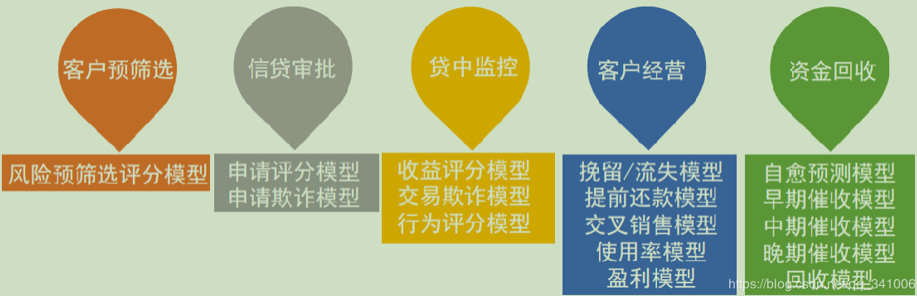 客户预筛选
信贷审批
贷中监控
客户经营
资金回收
风险预筛选评分模型
申请评分模型
申请欺诈模型
收益评分模型
交易欺诈模型
行为评分模型
挽留/流失模型
提前还款模型
交叉销售模型
使用率模型
盈利模型
自愈预测模型
早期催收模型
中期催收模型
晚期催收模型
回收模型